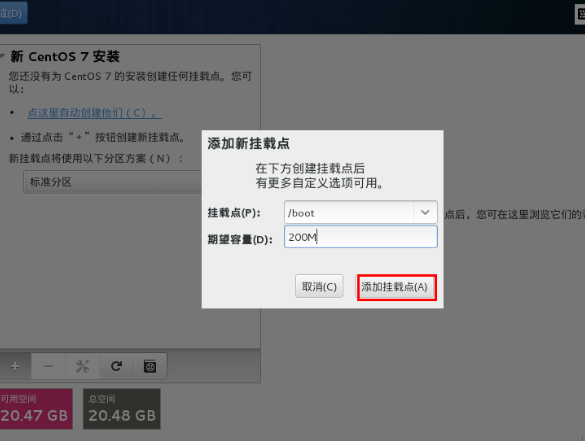 成(D)
新 CentOS 7 安装
您还没有为 CentOS 7 的安装创建任何挂载点。您可
以：
• 点这里自动创建他们（C）。
• 通过点击“+”按钮创建新挂载点。
新挂载点将使用以下分区方案（N）：
标准分区
添加新挂载点
在下方创建挂载点后
有更多自定义选项可用。
挂载点(P):
/boot
期望容量(D):
200M
取消(C)
添加挂载点(A)
点后，您可在这里浏览它们的
可用空间
20.47 GB
总空间
20.48 GB